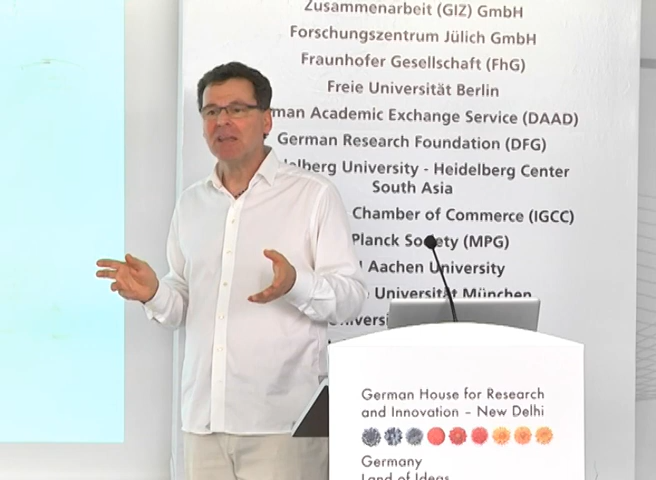 Zusammenarbeit (GIZ) GmbH
Forschungszentrum Jülich GmbH
Fraunhofer Gesellschaft (FhG)
Freie Universität Berlin
man Academic Exchange Service (DAAD)
German Research Foundation (DFG)
elberg University - Heidelberg Center
South Asia
Chamber of Commerce (IGCC)
Planck Society (MPG)
Aachen University
Universität München
German House for Research
and Innovation – New Delhi
Germany
Land of Ideas